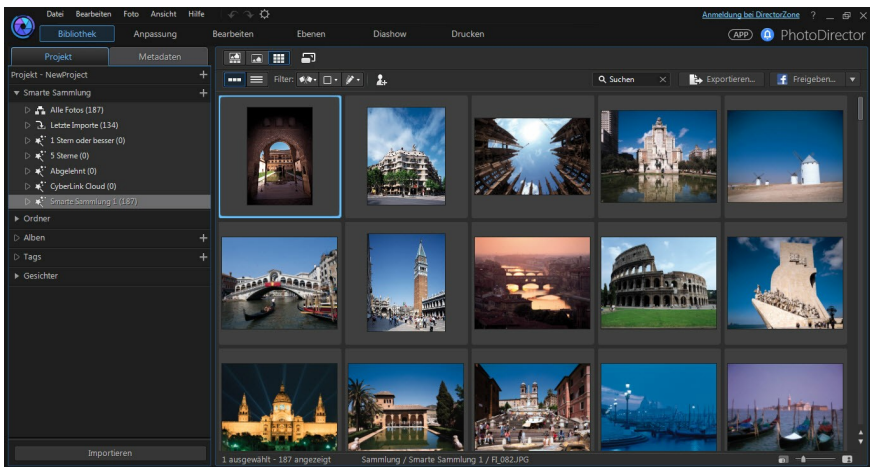 Datei Bearbeiten Foto Ansicht Hilfe Anmeldung bei DirectorZone ?
Bibliothek Anpassung Bearbeiten Ebenen Diashow Drucken APP PhotoDirector
Projekt Metadaten
Projekt - NewProject +
Filter: Suchen Exportieren... Freigeben...
Smarte Sammlung +
Alle Fotos (187)
Letzte Importe (134)
1 Stern oder besser (0)
5 Sterne (0)
Abgelehnt (0)
CyberLink Cloud (0)
Smarte Sammlung 1 (187)
Ordner
Alben +
Tags +
Gesichter
Importieren
1 ausgewählt - 187 angezeigt Sammlung / Smarte Sammlung 1 / FI_082.JPG